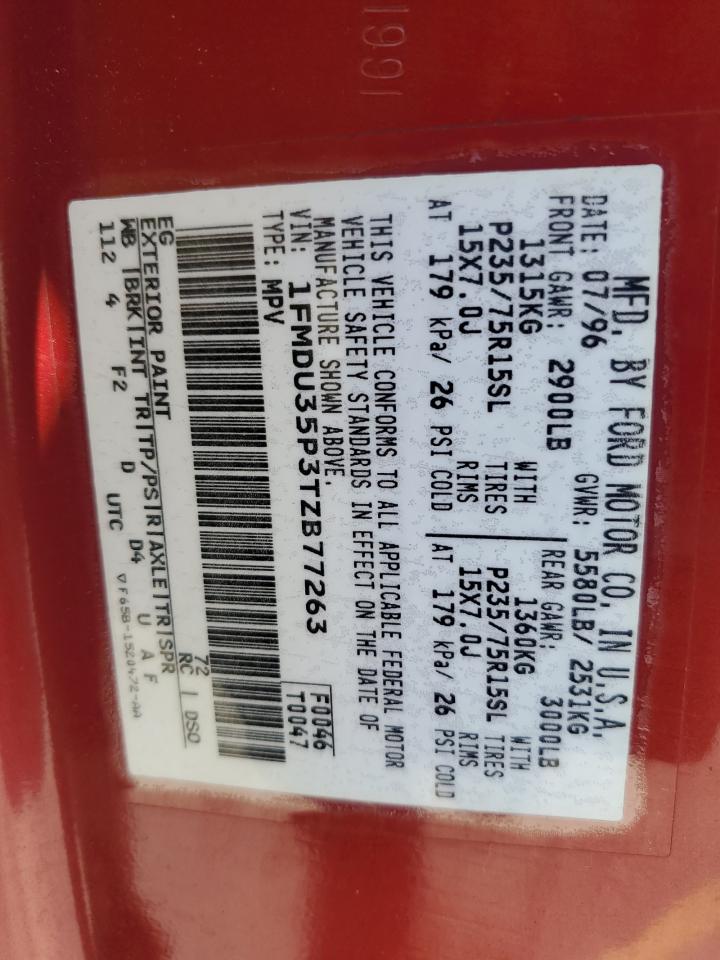 1991
MFD. BY FORD MOTOR CO. IN U.S.A.
DATE: 07/96 GVWR: 5580LB/ 2531KG
FRONT GAWR: 2900LB REAR GAWR: 3000LB
1315KG WITH 1360KG WITH
P235/75R15SL TIRES P235/75R15SL TIRES
15X7.0J RIMS 15X7.0J RIMS
AT 179 kPa/ 26 PSI COLD AT 179 kPa/ 26 PSI COLD
THIS VEHICLE CONFORMS TO ALL APPLICABLE FEDERAL MOTOR
VEHICLE SAFETY STANDARDS IN EFFECT ON THE DATE OF
MANUFACTURE SHOWN ABOVE.
VIN: 1FMDU35P3TZB77263 F0046
TYPE: MPV T0047
72
EG RC | DSO
EXTERIOR PAINT
WB |BRK|INT TR|TP/PS|R|AXLE|TR|SPR
112 4 F2 D D4 U A F
UTC ▽F65B-1520472-AA